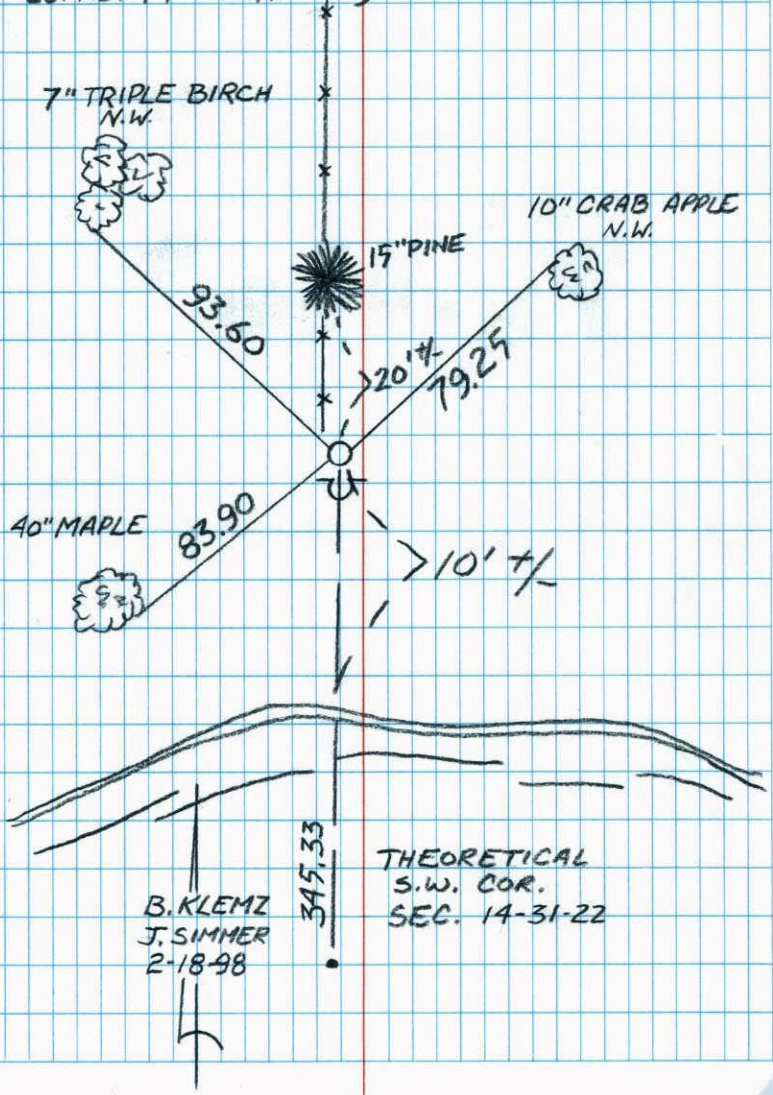 7" TRIPLE BIRCH
N.W.
10" CRAB APPLE
N.W.
15" PINE
93.60
20' +/-
79.25
40" MAPLE
83.90
10' +/-
345.33
THEORETICAL
S.W. COR.
SEC. 14-31-22
B. KLEMZ
J. SIMMER
2-18-98